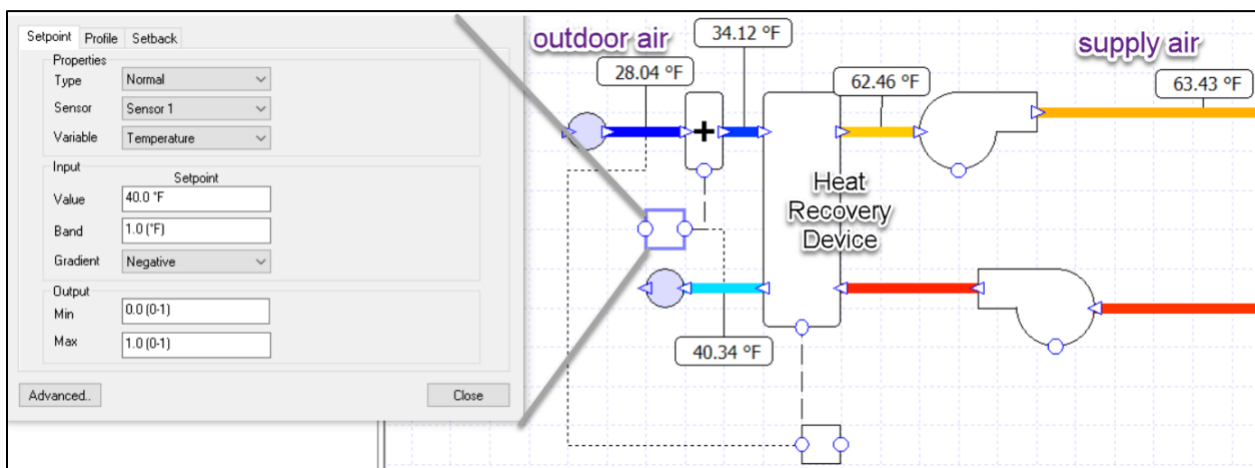 Setpoint Profile Setback
Properties
Type Normal
Sensor Sensor 1
Variable Temperature
Input
Setpoint
Value 40.0 °F
Band 1.0 (°F)
Gradient Negative
Output
Min 0.0 (0-1)
Max 1.0 (0-1)
Advanced.. Close
outdoor air
34.12 °F
supply air
28.04 °F
62.46 °F
63.43 °F
+
Heat
Recovery
Device
40.34 °F